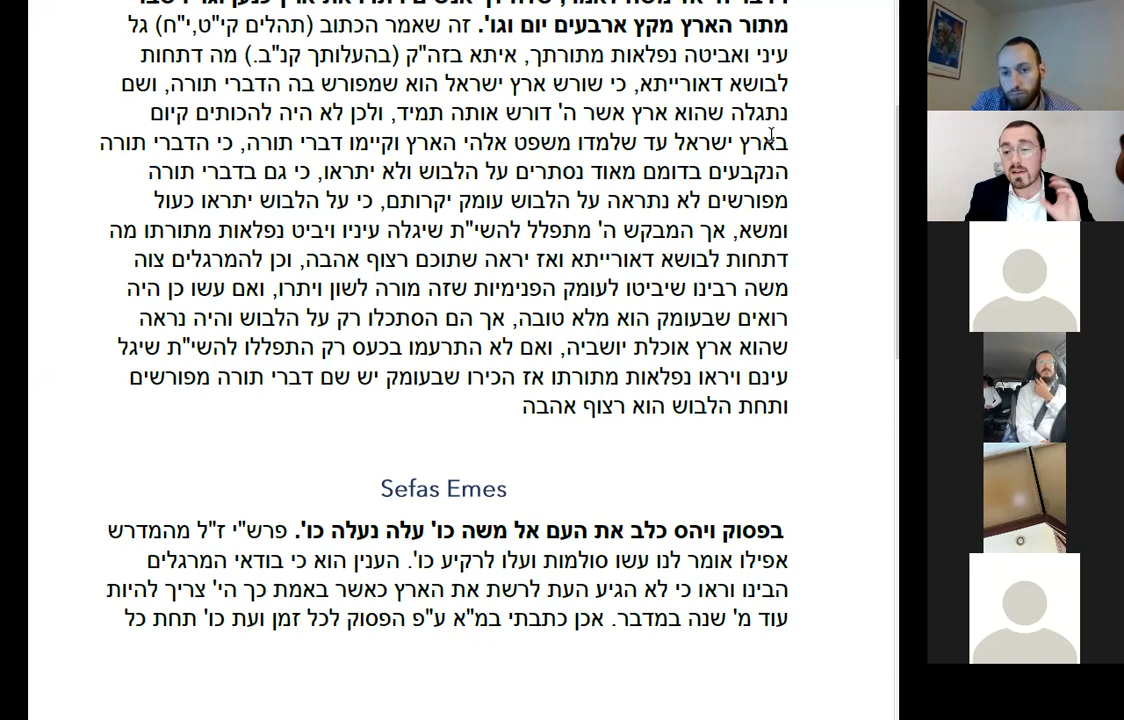 מתור הארץ מקץ ארבעים יום וגו'. זה שאמר הכתוב (תהלים קי"ט,י"ח) גל
עיני ואביטה נפלאות מתורתך, איתא בזה"ק (בהעלותך קנ"ב.) מה דתחות
לבושא דאורייתא, כי שורש ארץ ישראל הוא שמפורש בה הדברי תורה, ושם
נתגלה שהוא ארץ אשר ה' דורש אותה תמיד, ולכן לא היה להכותים קיום
בארץ ישראל עד שלמדו משפט אלהי הארץ וקיימו דברי תורה, כי הדברי תורה
הנקבעים בדומם מאוד נסתרים על הלבוש ולא יתראו, כי גם בדברי תורה
מפורשים לא נתראה על הלבוש עומק יקרותם, כי על הלבוש יתראו כעול
ומשא, אך המבקש ה' מתפלל להשי"ת שיגלה עיניו ויביט נפלאות מתורתו מה
דתחות לבושא דאורייתא ואז יראה שתוכם רצוף אהבה, וכן להמרגלים צוה
משה רבינו שיביטו לעומק הפנימיות שזה מורה לשון ויתרו, ואם עשו כן היה
רואים שבעומק הוא מלא טובה, אך הם הסתכלו רק על הלבוש והיה נראה
שהוא ארץ אוכלת יושביה, ואם לא התרעמו בכעס רק התפללו להשי"ת שיגל
עינם ויראו נפלאות מתורתו אז הכירו שבעומק יש שם דברי תורה מפורשים
ותחת הלבוש הוא רצוף אהבה
Sefas Emes
בפסוק ויהס כלב את העם אל משה כו' עלה נעלה כו'. פרש"י ז"ל מהמדרש
אפילו אומר לנו עשו סולמות ועלו לרקיע כו'. הענין הוא כי בודאי המרגלים
הבינו וראו כי לא הגיע העת לרשת את הארץ כאשר באמת כך הי' צריך להיות
עוד מ' שנה במדבר. אכן כתבתי במ"א ע"פ הפסוק לכל זמן ועת כו' תחת כל